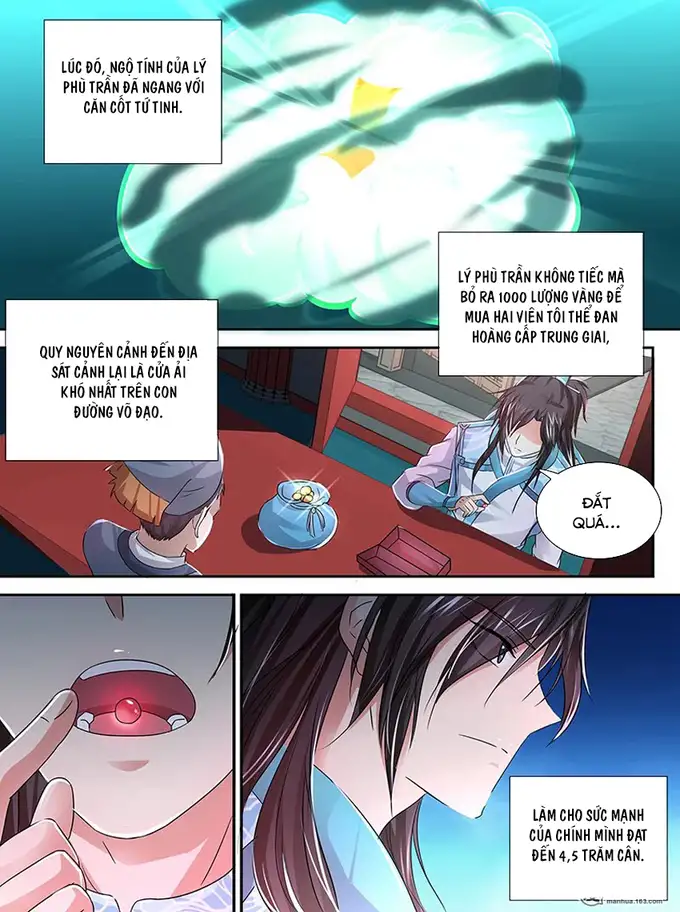 LÚC ĐÓ, NGỘ TÍNH CỦA LÝ
PHÙ TRẦN ĐÃ NGANG VỚI
CĂN CỐT TỨ TINH.
LÝ PHÙ TRẦN KHÔNG TIẾC MÀ
BỎ RA 1000 LƯỢNG VÀNG ĐỂ
MUA HAI VIÊN TÔI THỂ ĐAN
HOÀNG CẤP TRUNG GIAI,
QUY NGUYÊN CẢNH ĐẾN ĐỊA
SÁT CẢNH LẠI LÀ CỬA ẢI
KHÓ NHẤT TRÊN CON
ĐƯỜNG VÕ ĐẠO.
ĐẮT
QUÁ...
LÀM CHO SỨC MẠNH
CỦA CHÍNH MÌNH ĐẠT
ĐẾN 4,5 TRĂM CÂN.
manhua.163.com